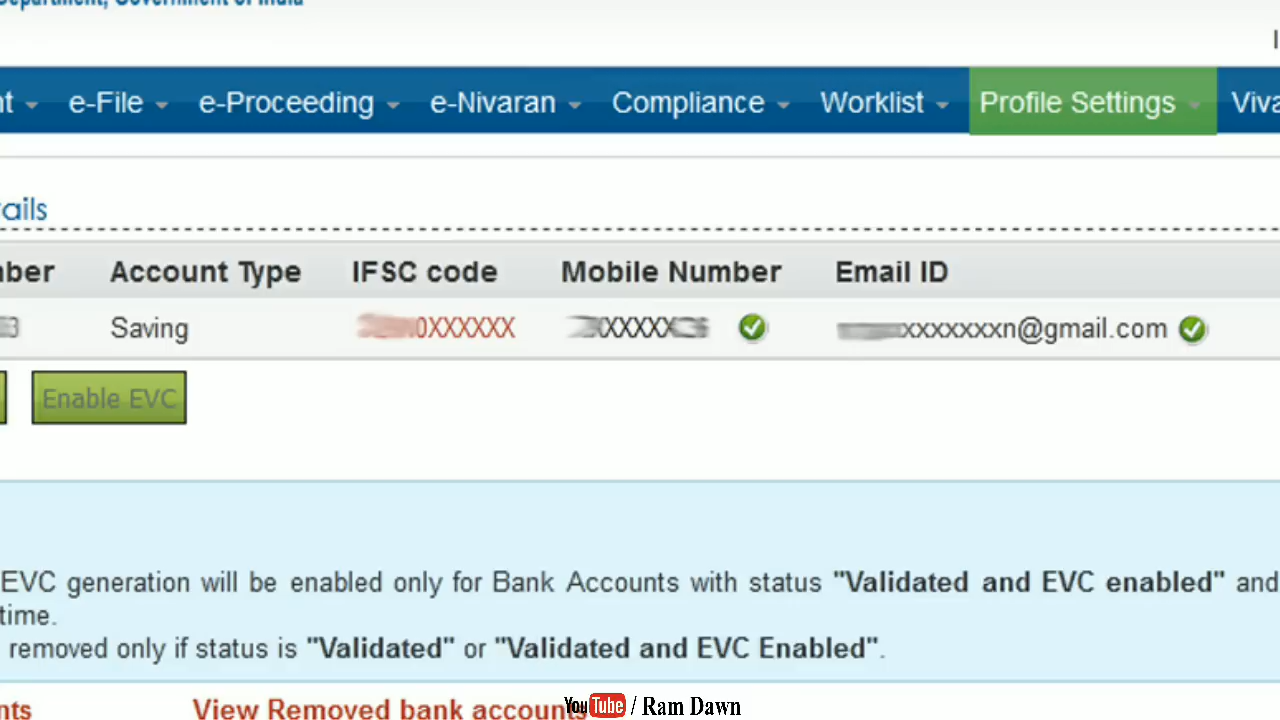 Department, Government of India
e-File e-Proceeding e-Nivaran Compliance Worklist Profile Settings
Account Type IFSC code Mobile Number Email ID
Saving 0XXXXXX XXXXX xxxxxxxn@gmail.com
Enable EVC
EVC generation will be enabled only for Bank Accounts with status "Validated and EVC enabled" and
time.
removed only if status is "Validated" or "Validated and EVC Enabled".
View Removed bank accounts
YouTube / Ram Dawn